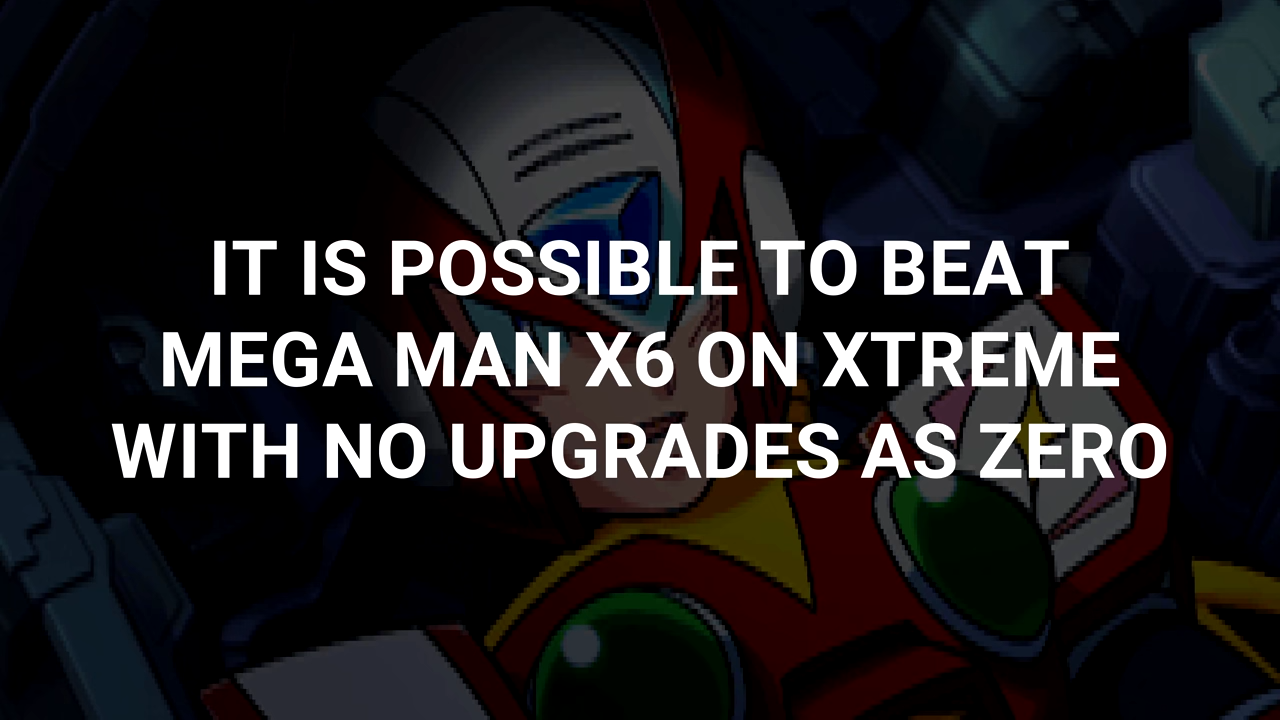 IT IS POSSIBLE TO BEAT
MEGA MAN X6 ON XTREME
WITH NO UPGRADES AS ZERO